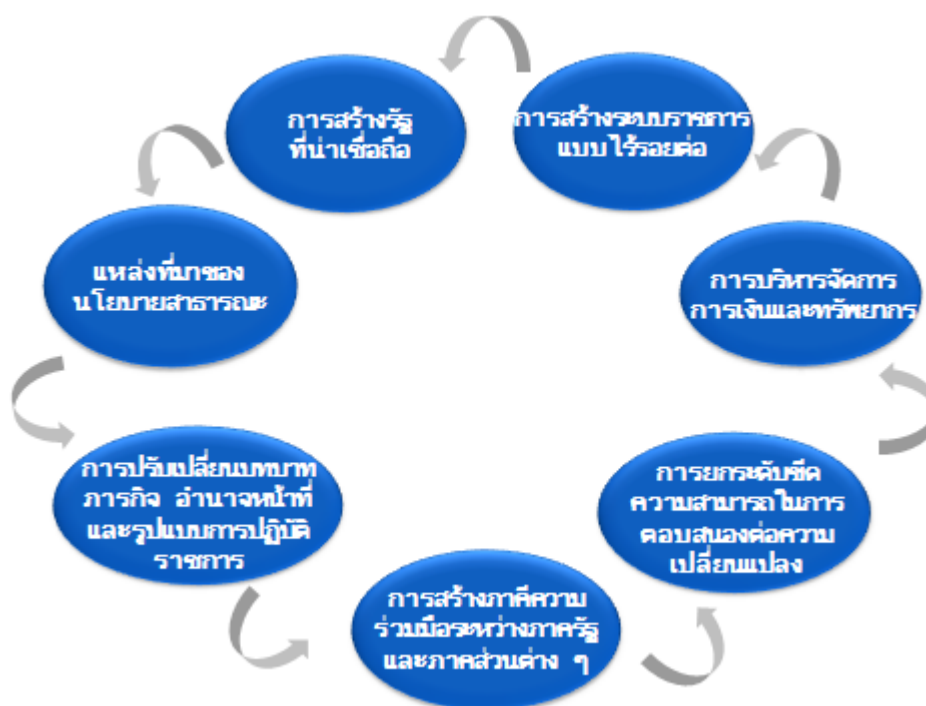 การสร้างรัฐ
ที่น่าเชื่อถือ
การสร้างระบบราชการ
แบบไร้รอยต่อ
แหล่งที่มาของ
นโยบายสาธารณะ
การบริหารจัดการ
การเงินและทรัพยากร
การปรับเปลี่ยนบทบาท
ภารกิจ อำนาจหน้าที่
และรูปแบบการปฏิบัติ
ราชการ
การยกระดับขีด
ความสามารถในการ
ตอบสนองต่อความ
เปลี่ยนแปลง
การสร้างภาคีความ
ร่วมมือระหว่างภาครัฐ
และภาคส่วนต่าง ๆ